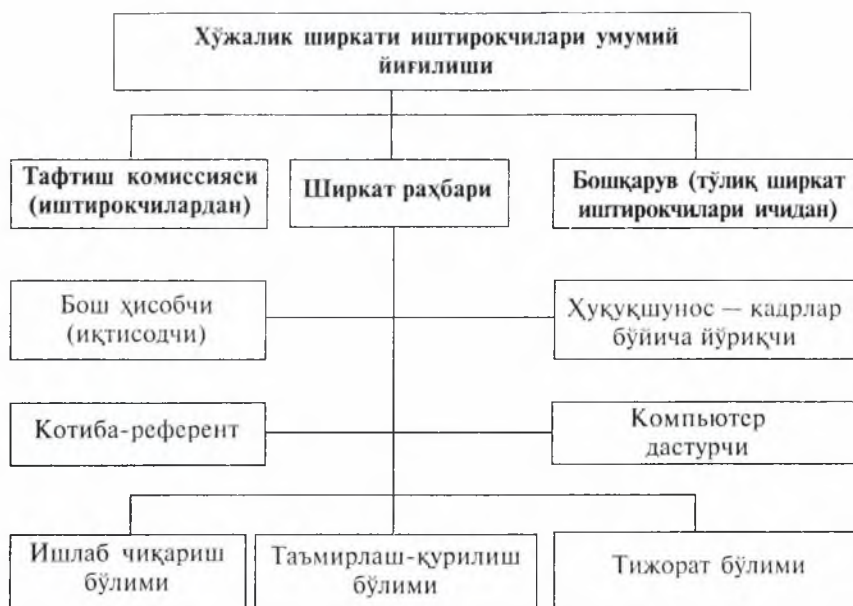 Хўжалик ширкати иштирокчилари умумий
йиғилиши
Тафтиш комиссияси
(иштирокчилардан)
Ширкат раҳбари
Бошқарув (тўлиқ ширкат
иштирокчилари ичидан)
Бош ҳисобчи
(иқтисодчи)
Ҳуқуқшунос — кадрлар
бўйича йўриқчи
Котиба-референт
Компьютер
дастурчи
Ишлаб чиқариш
бўлими
Таъмирлаш-қурилиш
бўлими
Тижорат бўлими